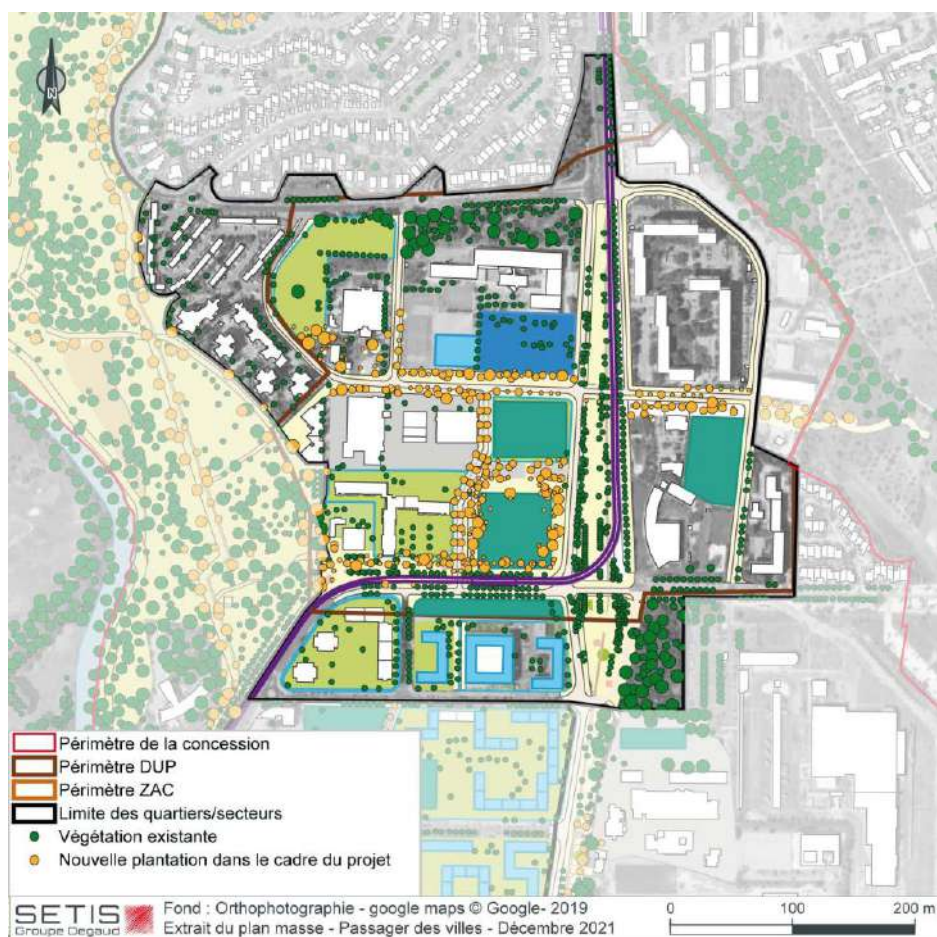 N
Périmètre de la concession
Périmètre DUP
Périmètre ZAC
Limite des quartiers/secteurs
Végétation existante
Nouvelle plantation dans le cadre du projet
SETIS
Groupe Degaud
Fond : Orthophotographie - google maps © Google- 2019
Extrait du plan masse - Passager des villes - Décembre 2021
0 100 200 m